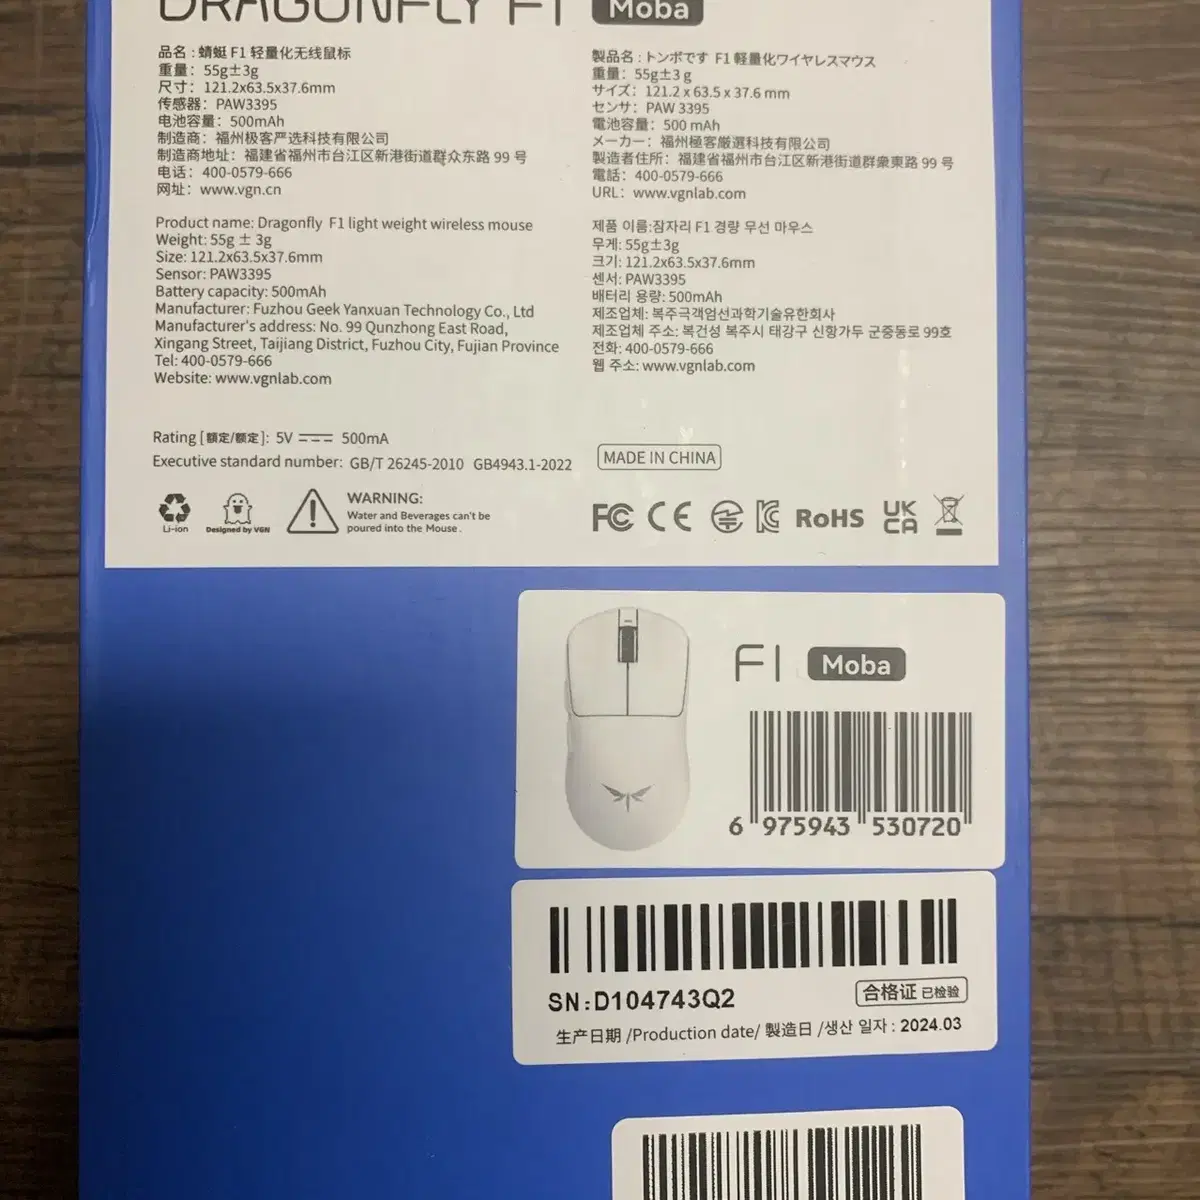 DRAGONFLY F1 Moba
品名：蜻蜓 F1 轻量化无线鼠标
重量：55g±3g
尺寸：121.2x63.5x37.6mm
传感器：PAW3395
电池容量：500mAh
制造商：福州极客严选科技有限公司
制造商地址：福建省福州市台江区新港街道群众东路 99 号
电话：400-0579-666
网址：www.vgn.cn
製品名：トンボです F1 軽量化ワイヤレスマウス
重量：55g±3 g
サイズ：121.2 x 63.5 x 37.6 mm
センサ：PAW 3395
電池容量：500 mAh
メーカー：福州極客厳選科技有限公司
製造者住所：福建省福州市台江区新港街道群衆東路 99 号
電話：400-0579-666
URL：www.vgnlab.com
Product name: Dragonfly F1 light weight wireless mouse
Weight: 55g ± 3g
Size: 121.2x63.5x37.6mm
Sensor: PAW3395
Battery capacity: 500mAh
Manufacturer: Fuzhou Geek Yanxuan Technology Co., Ltd
Manufacturer's address: No. 99 Qunzhong East Road,
Xingang Street, Taijiang District, Fuzhou City, Fujian Province
Tel: 400-0579-666
Website: www.vgnlab.com
제품 이름:잠자리 F1 경량 무선 마우스
무게: 55g±3g
크기: 121.2x63.5x37.6mm
센서: PAW3395
배터리 용량: 500mAh
제조업체: 복주극객엄선과학기술유한회사
제조업체 주소: 복건성 복주시 태강구 신항가두 군중동로 99호
전화: 400-0579-666
웹 주소: www.vgnlab.com
Rating [額定/额定]: 5V 500mA
Executive standard number: GB/T 26245-2010 GB4943.1-2022
MADE IN CHINA
Li-ion
Designed by VGN
WARNING:
Water and Beverages can't be
poured into the Mouse.
FC CE KC RoHS UK CA
F1 Moba
6 975943 530720
SN:D104743Q2
合格证 已检验
生产日期 /Production date/ 製造日 /생산 일자 : 2024.03